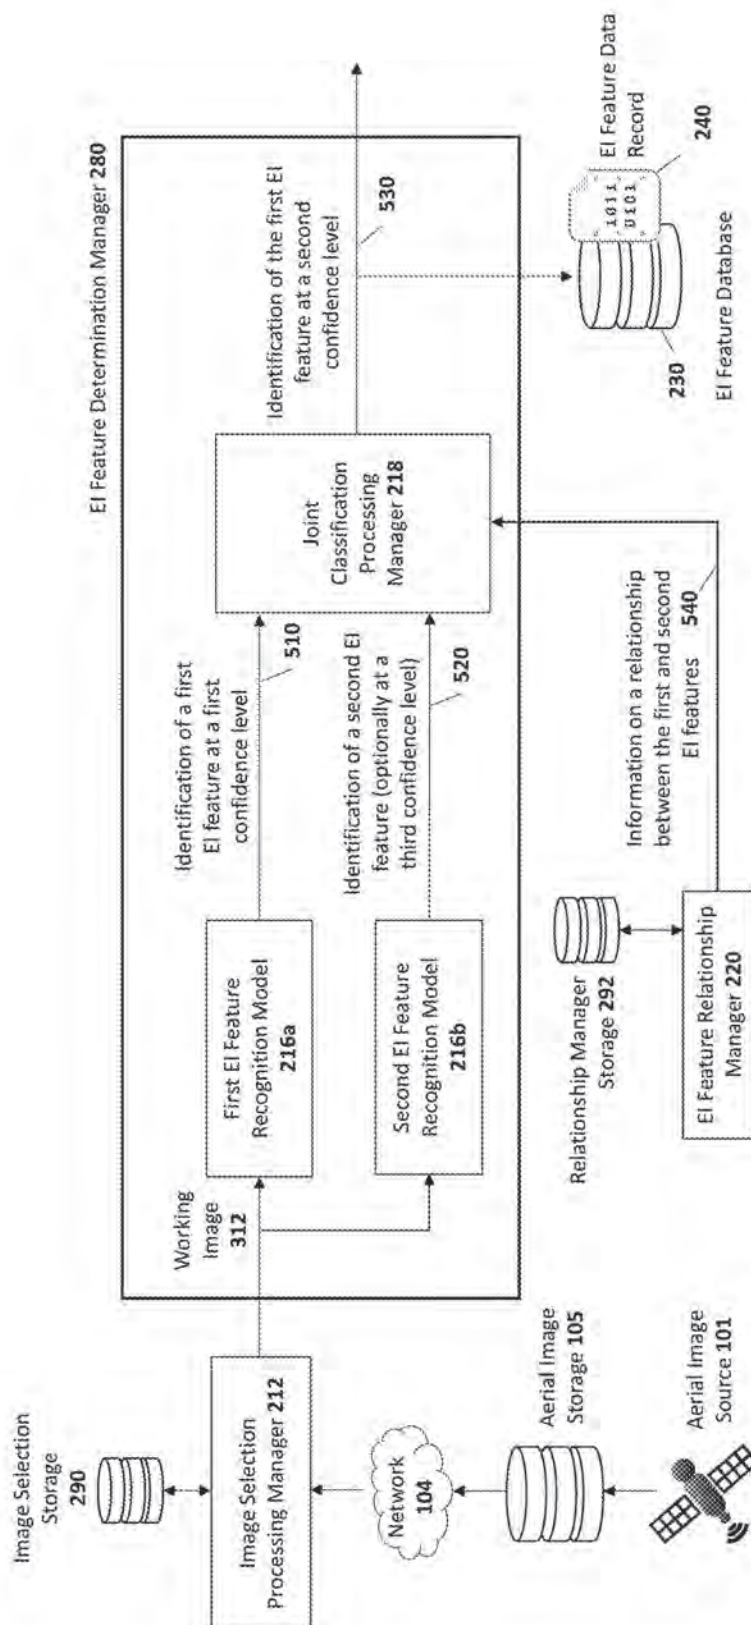 Image Selection
Storage
290
Image Selection
Processing Manager 212
Network
104
Aerial Image
Storage 105
Aerial Image
Source 101
EI Feature Determination Manager 280
Working
Image
312
First EI Feature
Recognition Model
216a
Second EI Feature
Recognition Model
216b
Identification of a first
EI feature at a first
confidence level
510
Identification of a second EI
feature (optionally at a
third confidence level)
520
Joint
Classification
Processing
Manager 218
Identification of the first EI
feature at a second
confidence level
530
Relationship Manager
Storage 292
EI Feature Relationship
Manager 220
Information on a relationship
between the first and second
EI features
540
230
EI Feature Database
1011
0101
EI Feature Data
Record
240